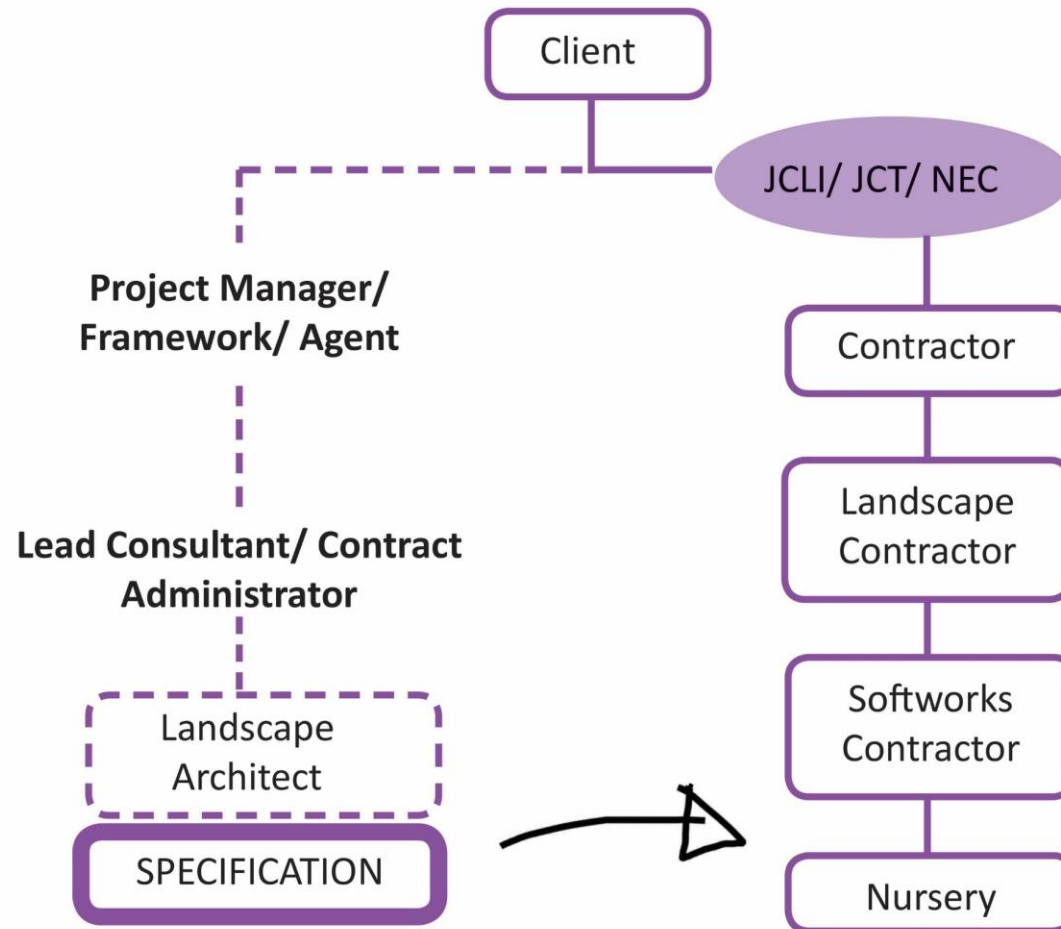 Client
JCLI/ JCT/ NEC
Project Manager/
Framework/ Agent
Contractor
Lead Consultant/ Contract
Administrator
Landscape
Contractor
Landscape
Architect
Softworks
Contractor
SPECIFICATION
Nursery